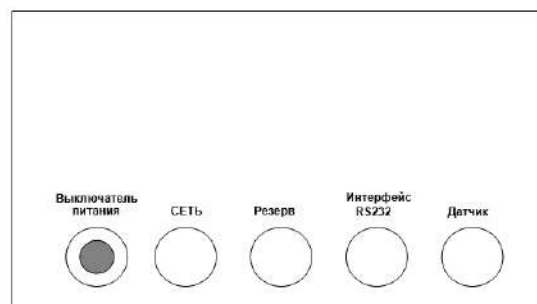 Выключатель
питания
СЕТЬ
Резерв
Интерфейс
RS232
Датчик